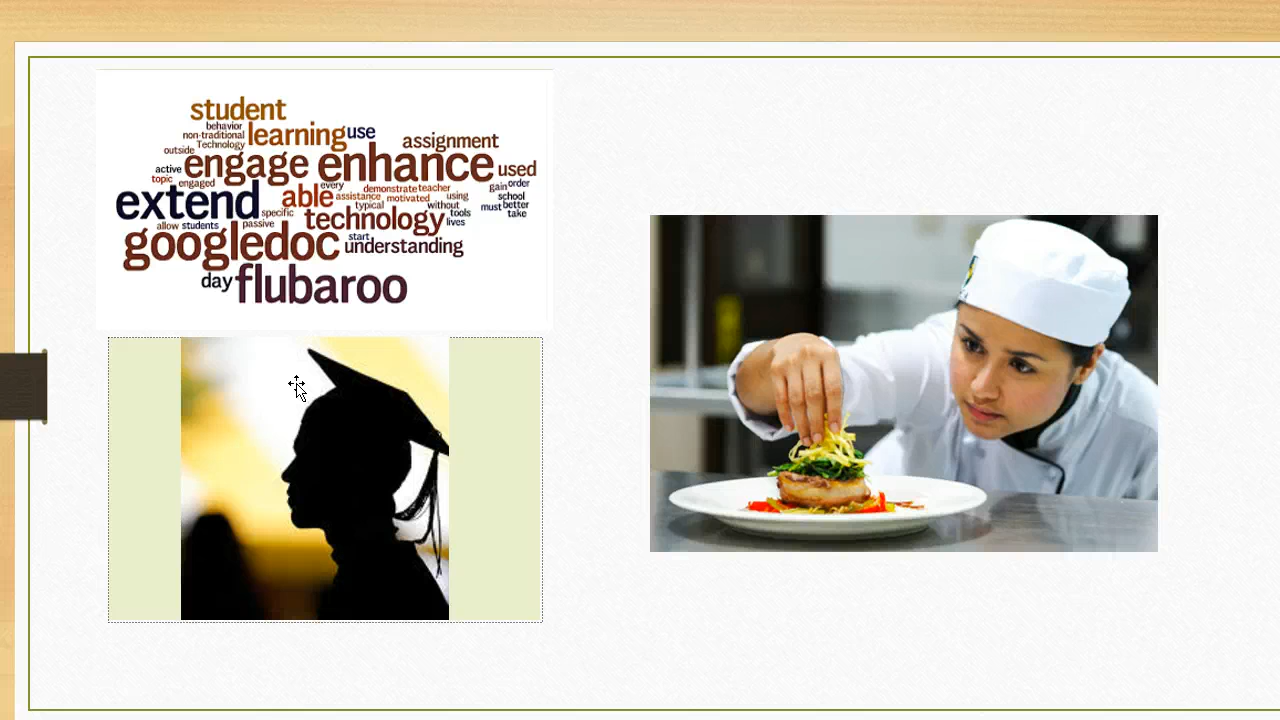 student
behavior
non-traditional
learning use
Technology
outside
assignment
engage enhance used
active
topic engaged
every
extend able demonstrate teacher
assistance motivated using
gain order
typical without
school
must better
specific technology tools take
allow students passive lives
googledoc start
understanding
day flubaroo